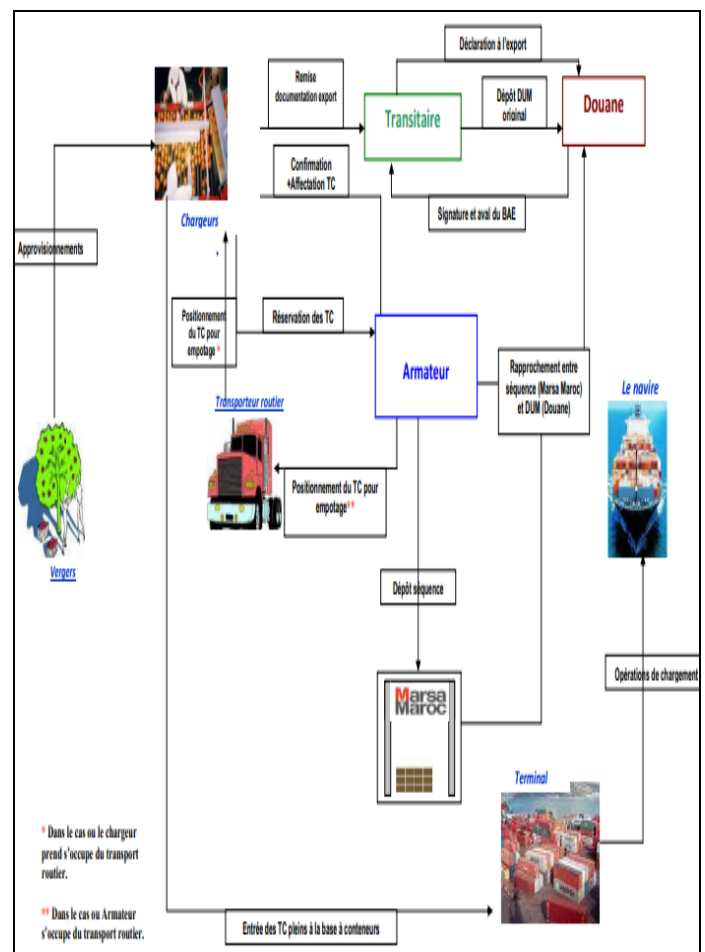 Déclaration à l'export
Remise
documentation export
Transitaire
Dépôt DUM
original
Douane
Confirmation
+Affectation TC
Signature et aval du BAE
Chargeurs
,
Approvisionnements
Positionnement
du TC pour
empotage *
Réservation des TC
Armateur
Rapprochement entre
séquence (Marsa Maroc)
et DUM (Douane)
Le navire
Transporteur routier
Positionnement du TC pour
empotage**
Vergers
Dépôt séquence
Opérations de chargement
Marsa
Maroc
Terminal
* Dans le cas ou le chargeur
prend s'occupe du transport
routier.
** Dans le cas ou Armateur
s'occupe du transport routier.
Entrée des TC pleins à la base à conteneurs